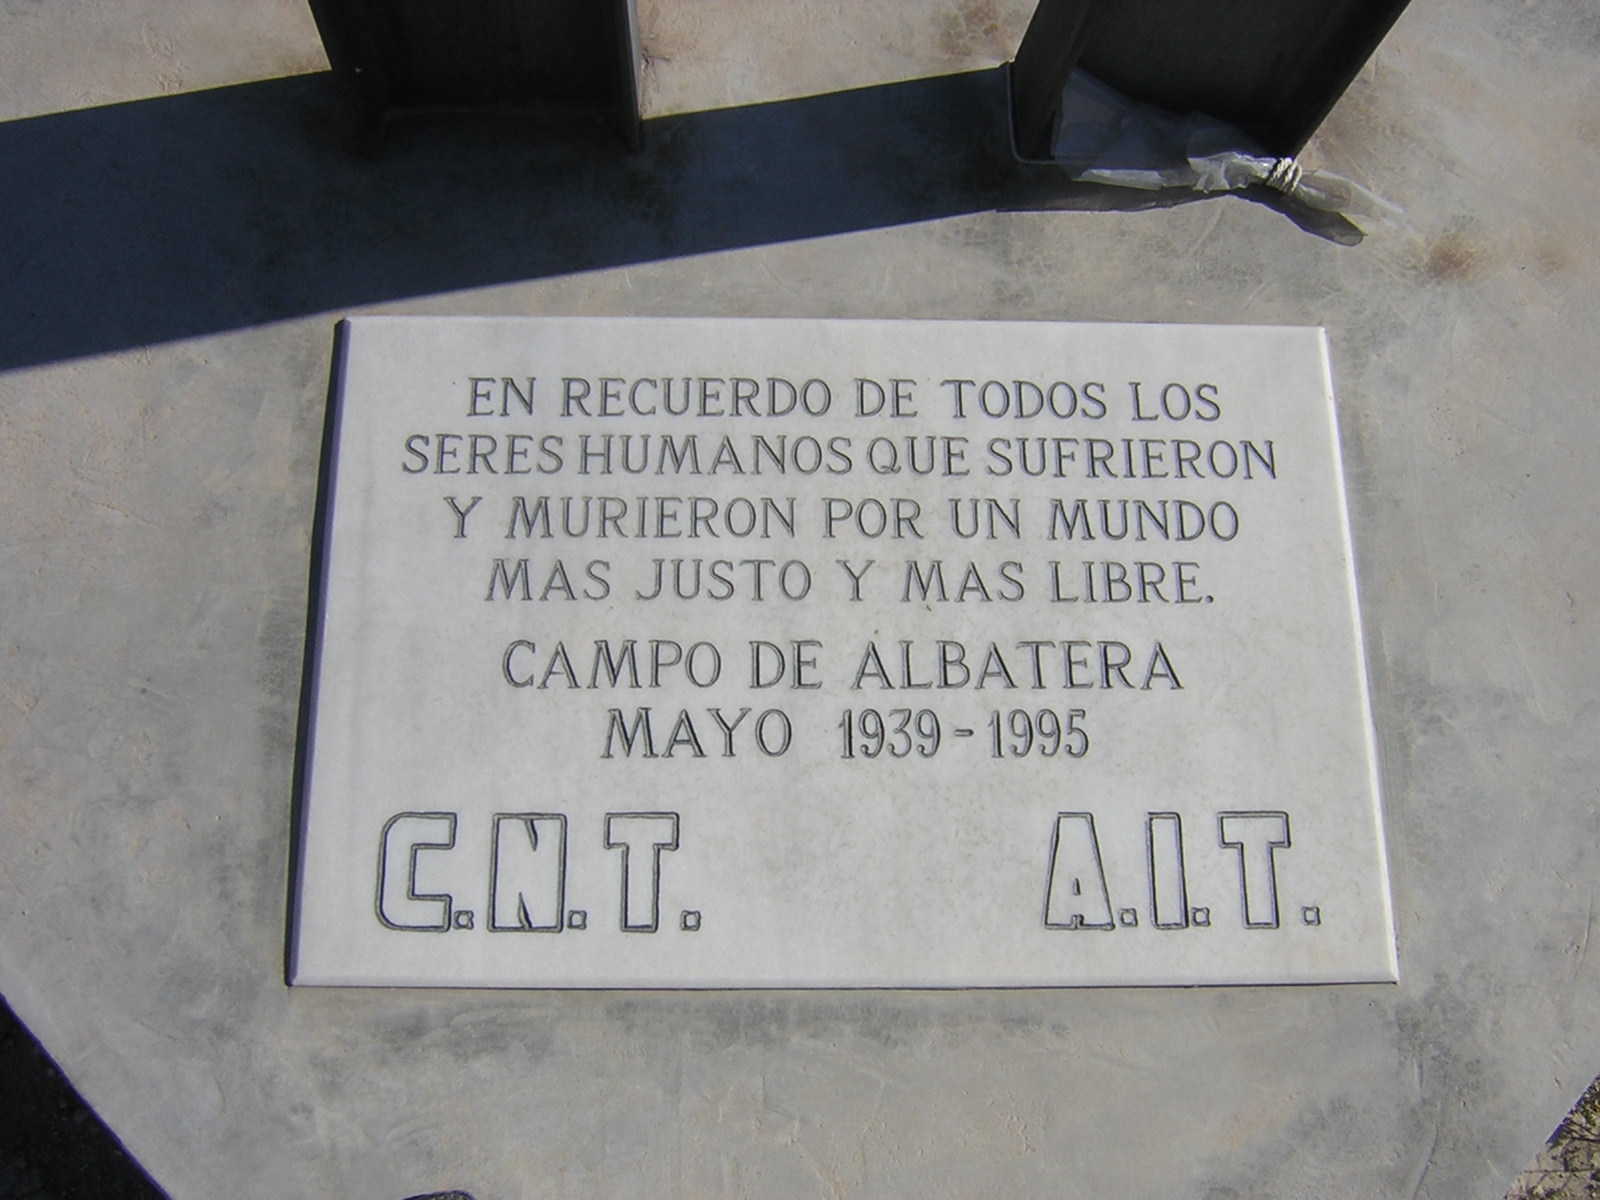 EN RECUERDO DE TODOS LOS
SERES HUMANOS QUE SUFRIERON
Y MURIERON POR UN MUNDO
MAS JUSTO Y MAS LIBRE.
CAMPO DE ALBATERA
MAYO 1939-1995
C.N.T. A.I.T.